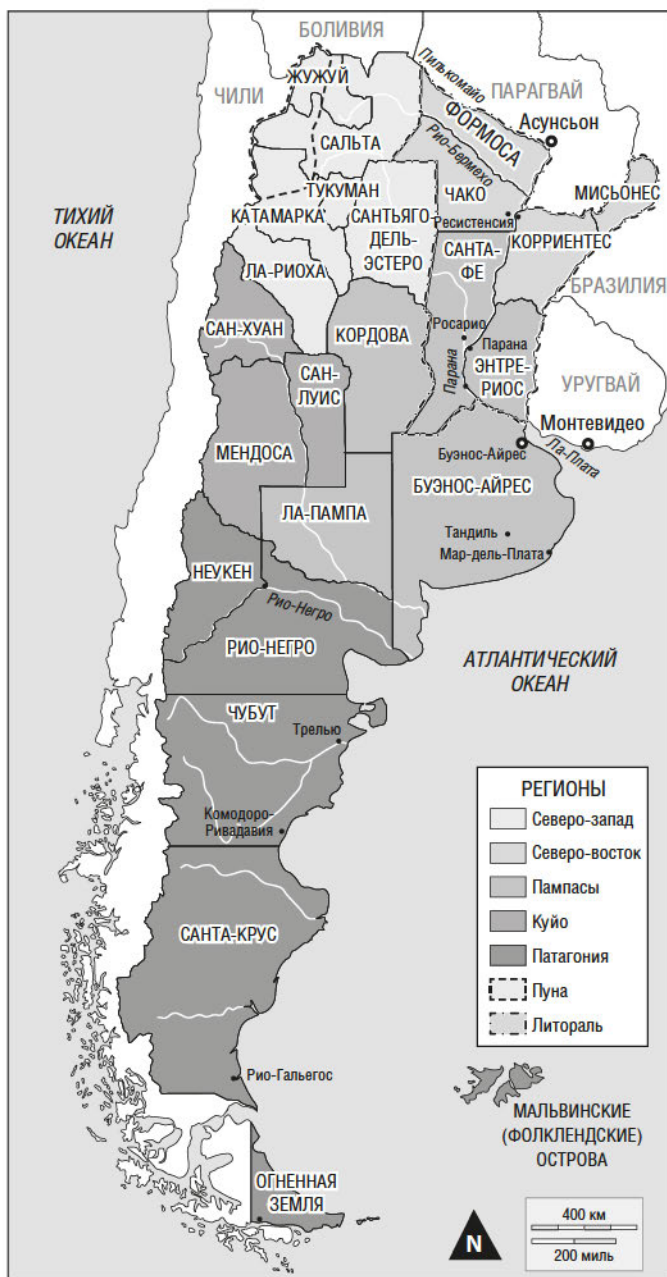 БОЛИВИЯ
ЖУЖУЙ
ЧИЛИ
Пилькомайо
ПАРАГВАЙ
ФОРМОСА
Асунсьон
САЛЬТА
Рио-Бермехо
ТУКУМАН
ЧАКО
МИСЬОНЕС
КАТАМАРКА
САНТЬЯГО-
ДЕЛЬ-
ЭСТЕРО
Ресистенсия
ТИХИЙ
ОКЕАН
КОРРИЕНТЕС
САНТА-
ФЕ
ЛА-РИОХА
БРАЗИЛИЯ
САН-ХУАН
КОРДОВА
Росарио
Парана
Парана
ЭНТРЕ-
РИОС
САН-
ЛУИС
УРУГВАЙ
Монтевидео
МЕНДОСА
Буэнос-Айрес
Ла-Плата
БУЭНОС-АЙРЕС
ЛА-ПАМПА
Тандиль
Мар-дель-Плата
НЕУКЕН
Рио-Негро
РИО-НЕГРО
АТЛАНТИЧЕСКИЙ
ОКЕАН
ЧУБУТ
Трелью
Комодоро-
Ривадавия
САНТА-КРУС
Рио-Гальегос
ОГНЕННАЯ
ЗЕМЛЯ
РЕГИОНЫ
Северо-запад
Северо-восток
Пампасы
Куйо
Патагония
Пуна
Литораль
МАЛЬВИНСКИЕ
(ФОЛКЛЕНДСКИЕ)
ОСТРОВА
N
400 км
200 миль